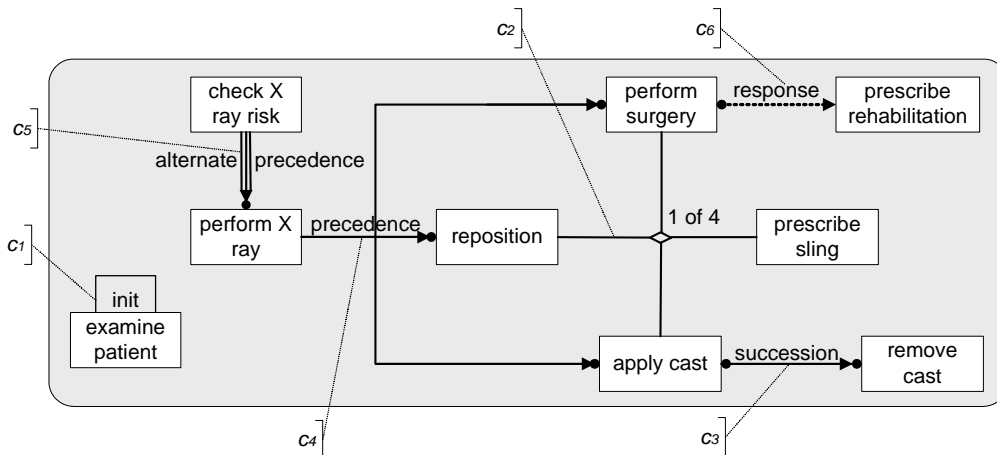 c2
c6
check X
ray risk
perform
surgery
response
prescribe
rehabilitation
c5
alternate precedence
1 of 4
perform X
ray
precedence
reposition
prescribe
sling
c1
init
examine
patient
apply cast
succession
remove
cast
c4
c3